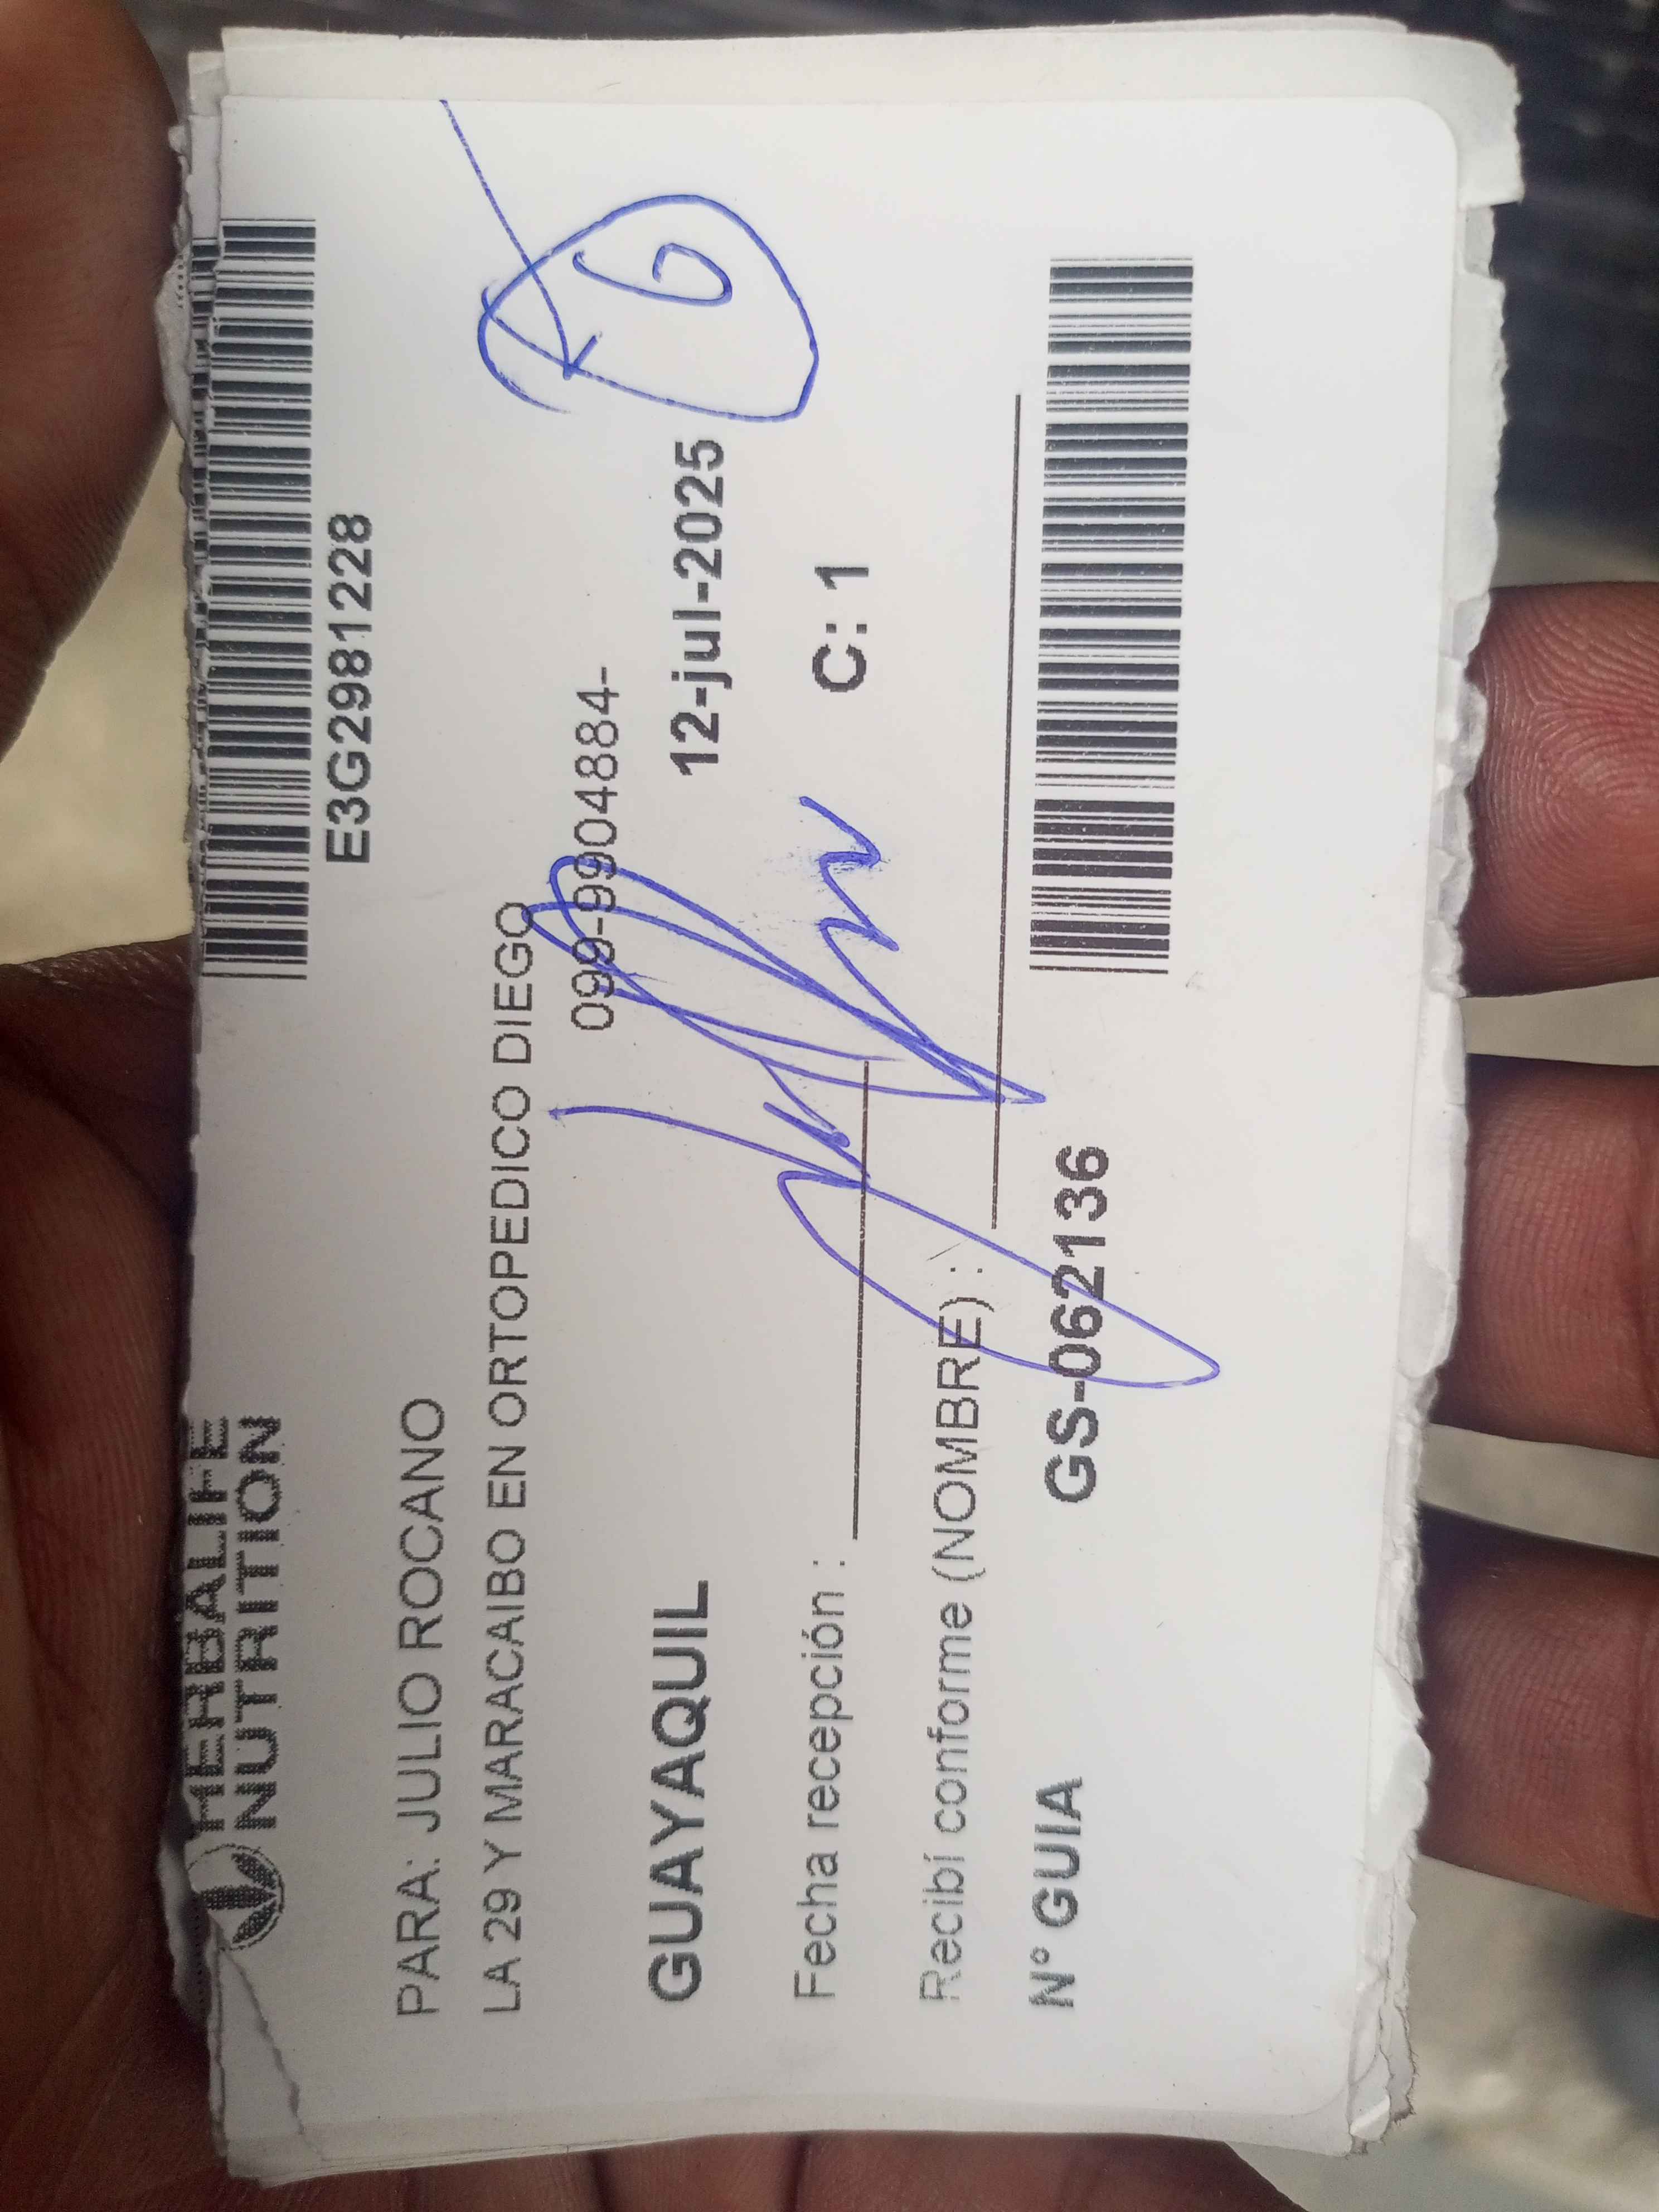 HERBALIFE
NUTRITION
E3G2981228
PARA: JULIO ROCANO
LA 29 Y MARACAIBO EN ORTOPEDICO DIEGO
099-9904884-
GUAYAQUIL 12-jul-2025
Fecha recepción : C: 1
Recibí conforme (NOMBRE) :
N° GUIA GS-062136